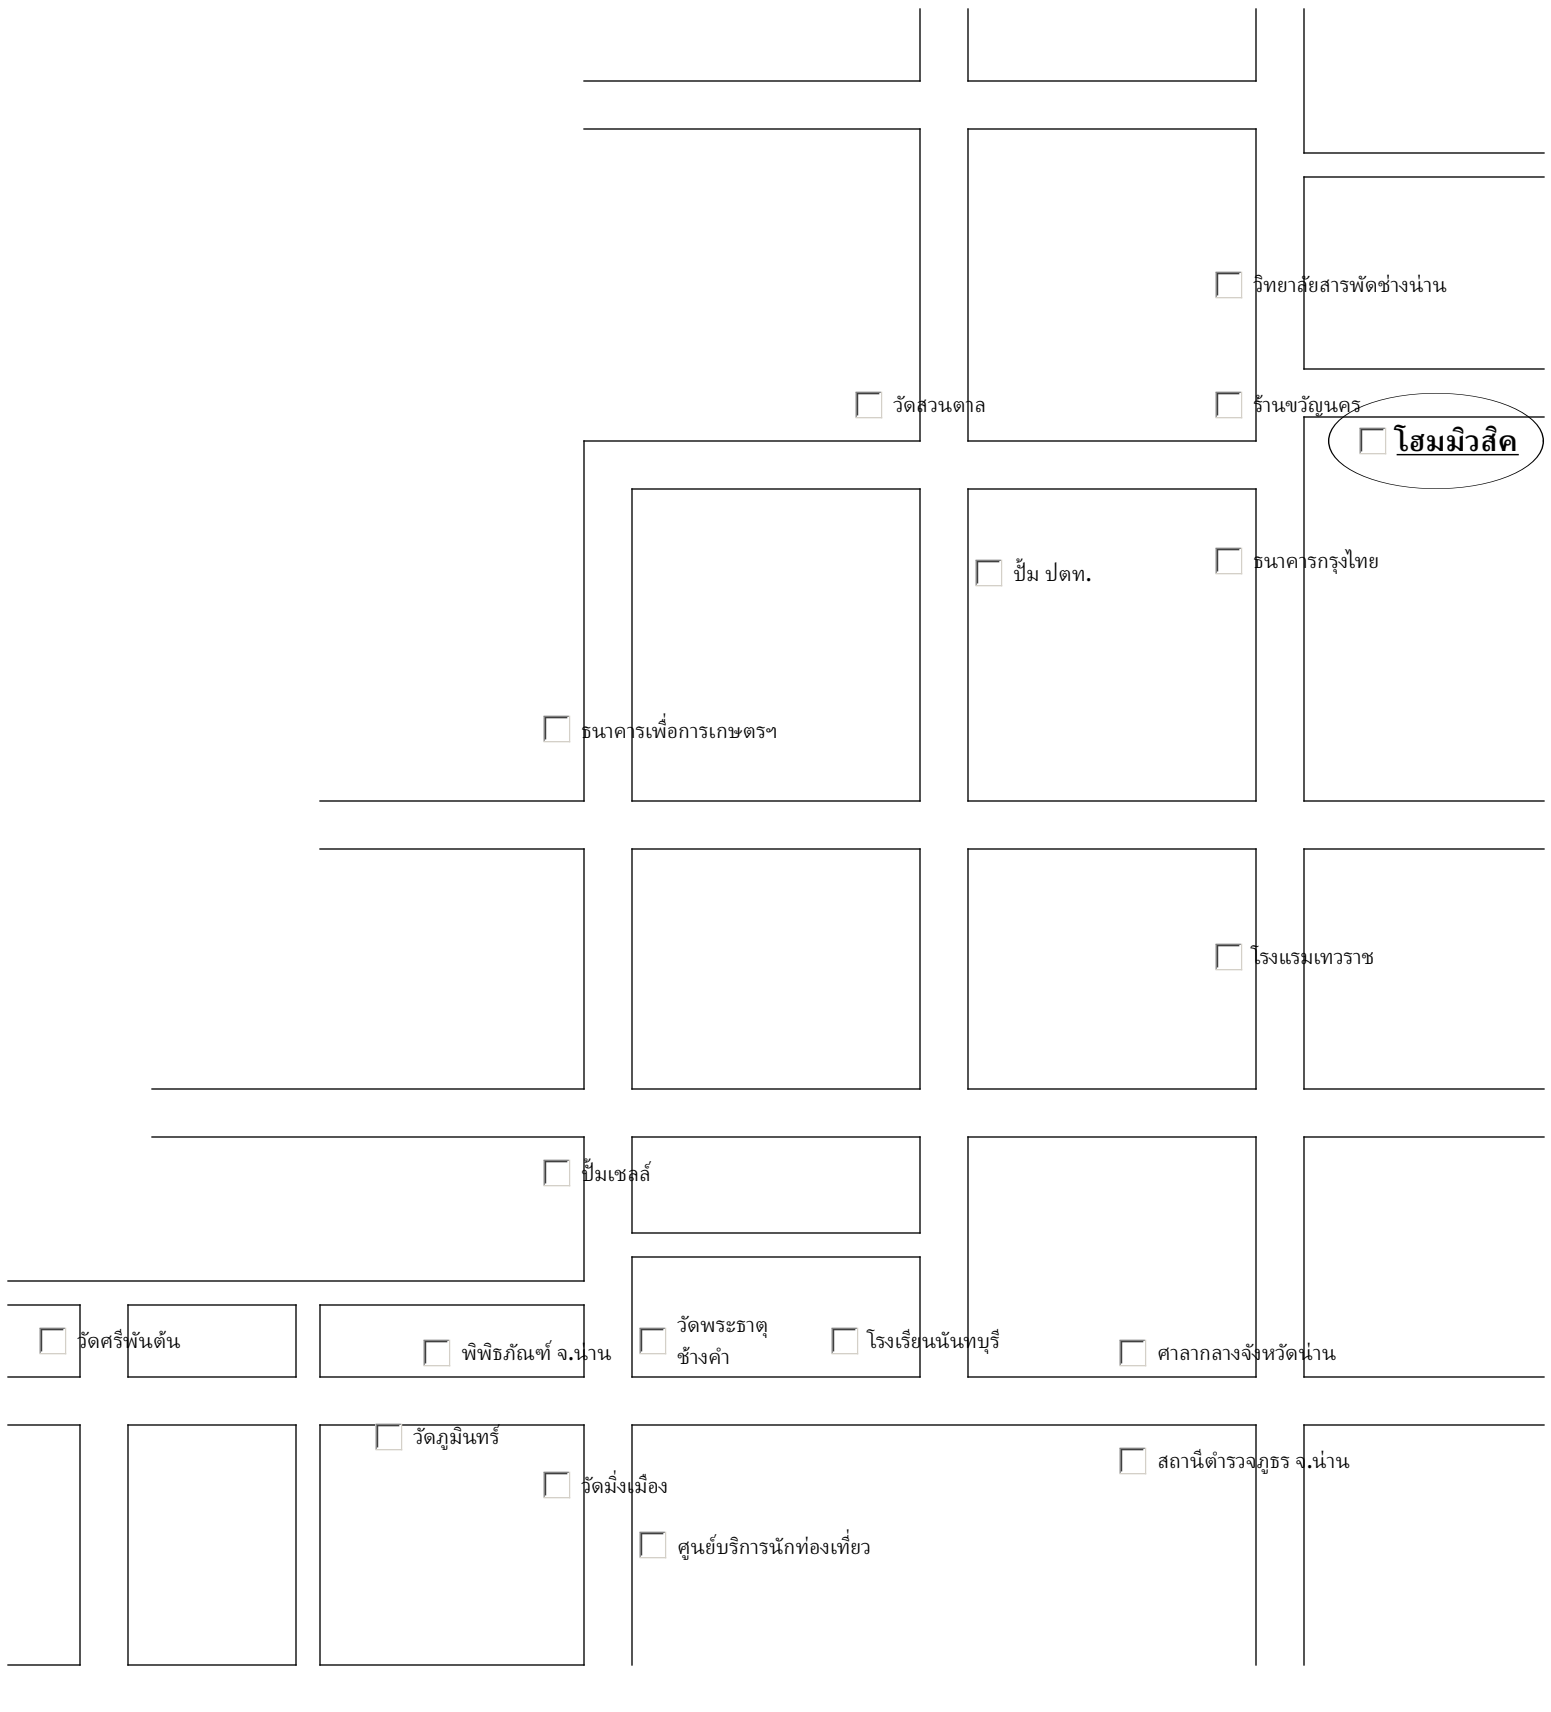 วิทยาลัยสารพัดช่างน่าน
วัดสวนตาล
ร้านขวัญนคร
โฮมมิวสิค
ธนาคารกรุงไทย
ปั้ม ปตท.
ธนาคารเพื่อการเกษตรฯ
โรงแรมเทวราช
ปั้มเชลล์
วัดศรีพันต้น
พิพิธภัณฑ์ จ.น่าน
วัดพระธาตุ
ช้างคำ
โรงเรียนนันทบุรี
ศาลากลางจังหวัดน่าน
วัดภูมินทร์
สถานีตำรวจภูธร จ.น่าน
วัดมิ่งเมือง
ศูนย์บริการนักท่องเที่ยว